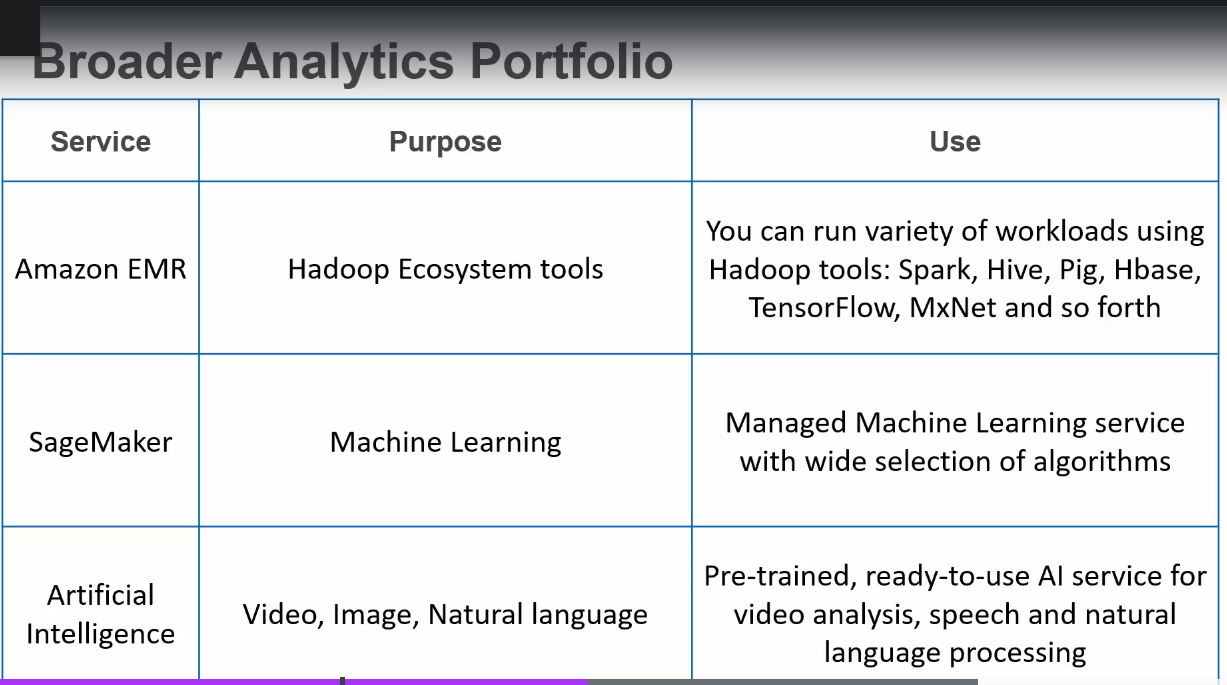 Broader Analytics Portfolio
Service
Purpose
Use
Amazon EMR
Hadoop Ecosystem tools
You can run variety of workloads using
Hadoop tools: Spark, Hive, Pig, Hbase,
TensorFlow, MxNet and so forth
SageMaker
Machine Learning
Managed Machine Learning service
with wide selection of algorithms
Artificial
Intelligence
Video, Image, Natural language
Pre-trained, ready-to-use AI service for
video analysis, speech and natural
language processing